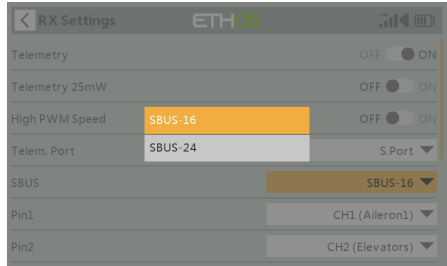 RX Settings ETHOS
Telemetry OFF ON
Telemetry 25mW OFF ON
High PWM Speed OFF ON
SBUS-16
SBUS-24
Telem. Port S.Port
SBUS SBUS-16
Pin1 CH1 (Aileron1)
Pin2 CH2 (Elevators)